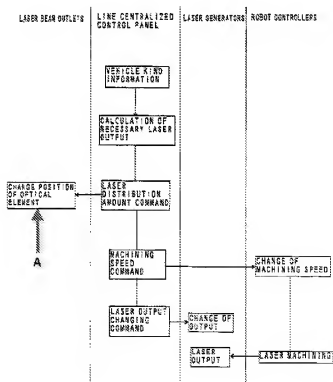 LASER BEAM OUTLETS
LINE CENTRALIZED
CONTROL PANEL
LASER GENERATORS
ROBOT CONTROLLERS
VEHICLE KIND
INFORMATION
CALCULATION OF
NECESSARY LASER
OUTPUT
CHANGE POSITION
OF OPTICAL
ELEMENT
LASER
DISTRIBUTION
AMOUNT COMMAND
A
MACHINING
SPEED
COMMAND
CHANGE OF
MACHINING SPEED
LASER OUTPUT
CHANGING
COMMAND
CHANGE OF
OUTPUT
LASER
OUTPUT
LASER MACHINING